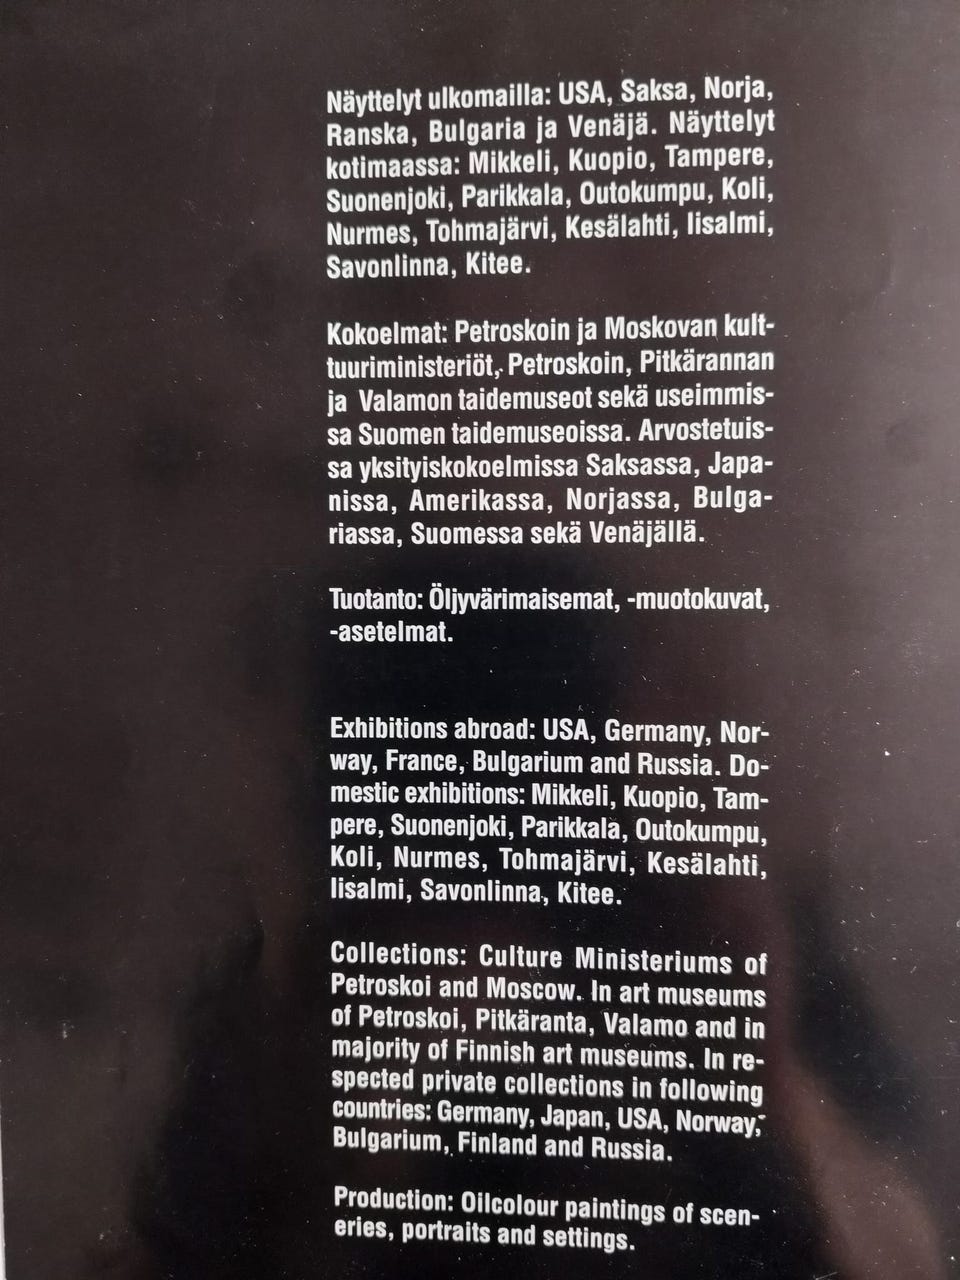 Näyttelyt ulkomailla: USA, Saksa, Norja,
Ranska, Bulgaria ja Venäjä. Näyttelyt
kotimaassa: Mikkeli, Kuopio, Tampere,
Suonenjoki, Parikkala, Outokumpu, Koli,
Nurmes, Tohmajärvi, Kesälahti, Iisalmi,
Savonlinna, Kitee.
Kokoelmat: Petroskoin ja Moskovan kult-
tuuriministeriöt, Petroskoin, Pitkärannan
ja Valamon taidemuseot sekä useimmis-
sa Suomen taidemuseoissa. Arvostetuis-
sa yksityiskokoelmissa Saksassa, Japa-
nissa, Amerikassa, Norjassa, Bulga-
riassa, Suomessa sekä Venäjällä.
Tuotanto: Öljyvärimaisemat, -muotokuvat,
-asetelmat.
Exhibitions abroad: USA, Germany, Nor-
way, France, Bulgarium and Russia. Do-
mestic exhibitions: Mikkeli, Kuopio, Tam-
pere, Suonenjoki, Parikkala, Outokumpu,
Koli, Nurmes, Tohmajärvi, Kesälahti,
Iisalmi, Savonlinna, Kitee.
Collections: Culture Ministeriums of
Petroskoi and Moscow. In art museums
of Petroskoi, Pitkäranta, Valamo and in
majority of Finnish art museums. In re-
spected private collections in following
countries: Germany, Japan, USA, Norway,
Bulgarium, Finland and Russia.
Production: Oilcolour paintings of scen-
eries, portraits and settings.